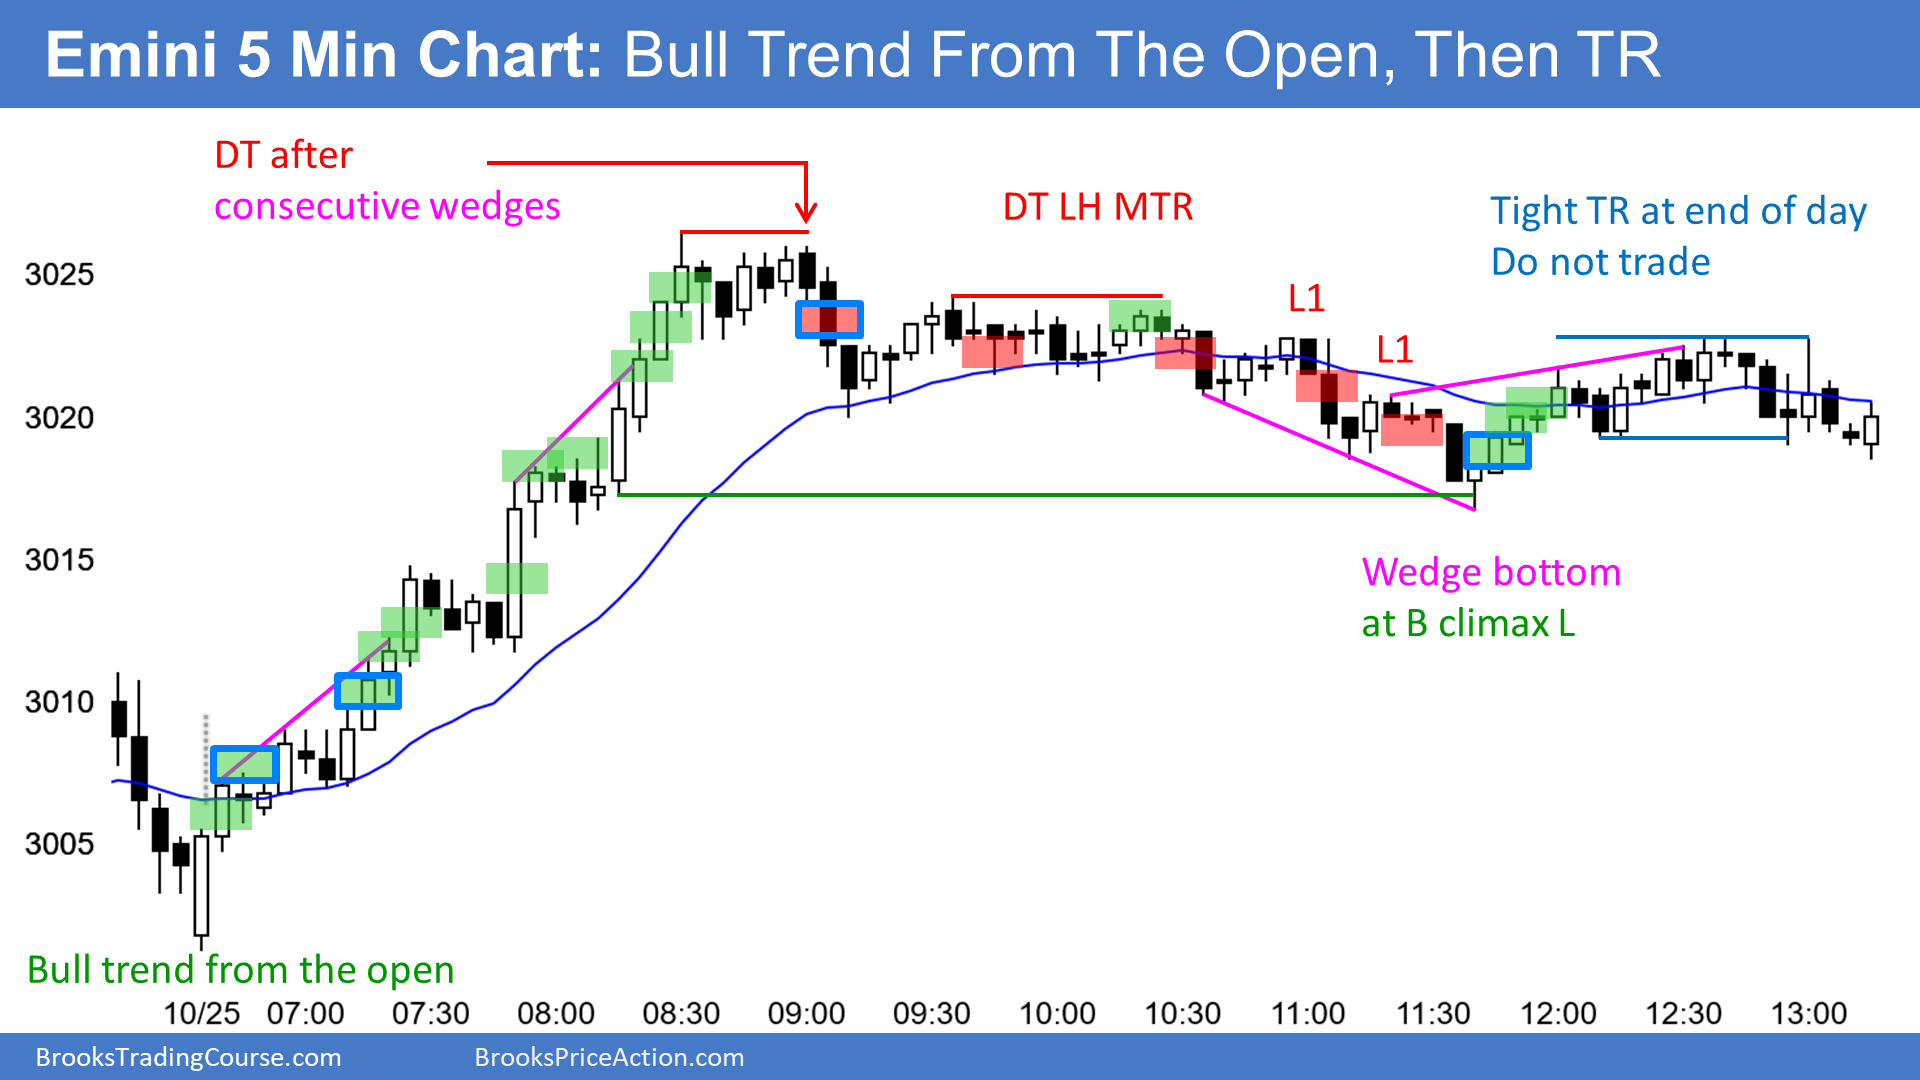 Emini 5 Min Chart: Bull Trend From The Open, Then TR
DT after
consecutive wedges
DT LH MTR
Tight TR at end of day
Do not trade
L1
L1
3025
3020
3015
3010
3005
Wedge bottom
at B climax L
Bull trend from the open
10/25 07:00 07:30 08:00 08:30 09:00 09:30 10:00 10:30 11:00 11:30 12:00 12:30 13:00
BrooksTradingCourse.com BrooksPriceAction.com